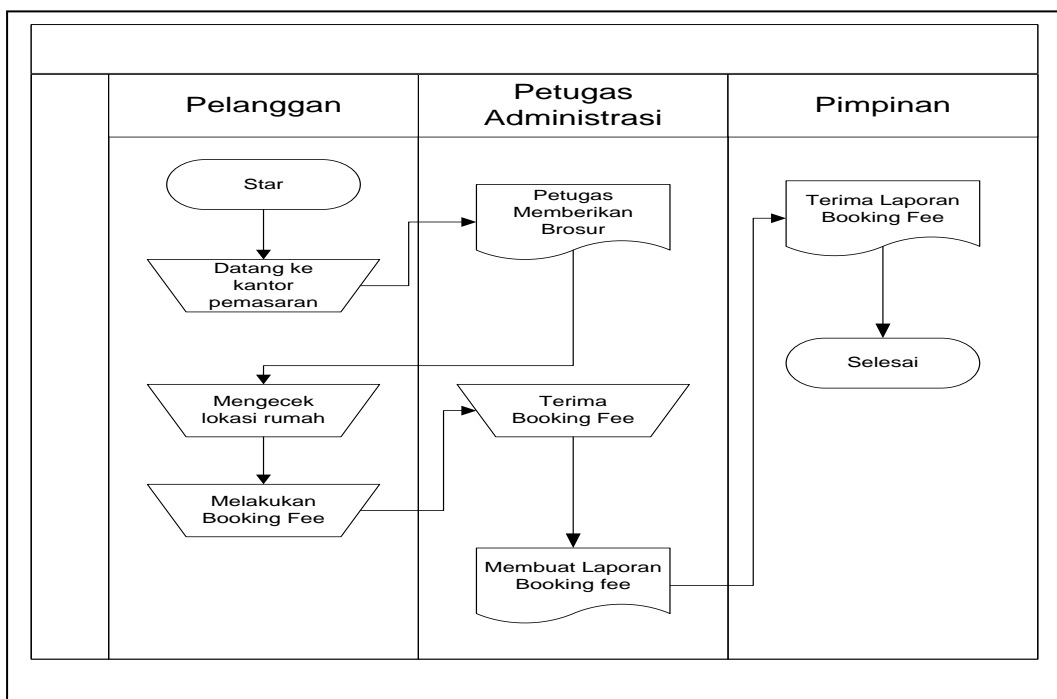 Pelanggan
Petugas
Administrasi
Pimpinan
Star
Datang ke
kantor
pemasaran
Petugas
Memberikan
Brosur
Mengecek
lokasi rumah
Melakukan
Booking Fee
Terima
Booking Fee
Membuat Laporan
Booking fee
Terima Laporan
Booking Fee
Selesai